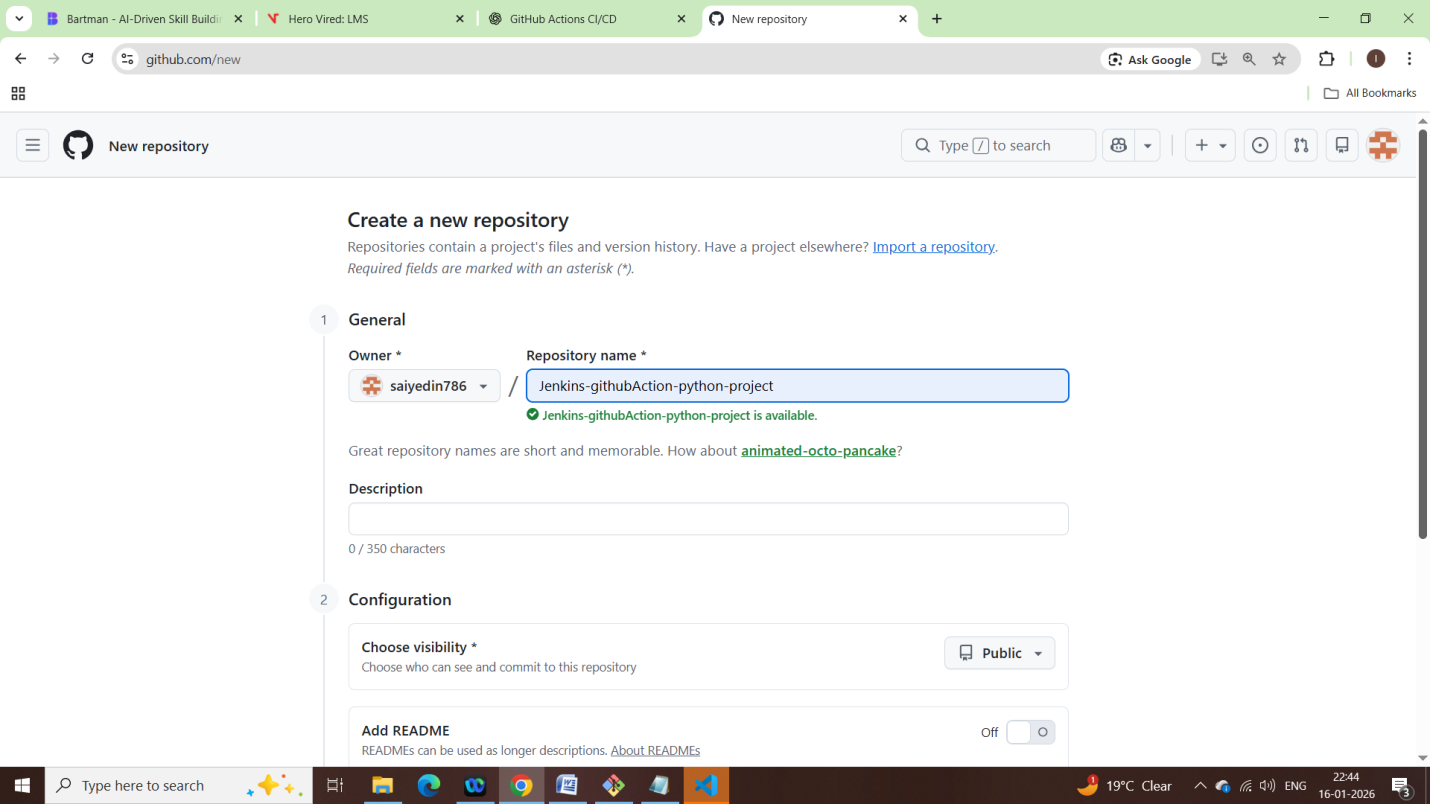 Bartman - AI-Driven Skill Buildi
Hero Vired: LMS
GitHub Actions CI/CD
New repository
github.com/new
Ask Google
I
All Bookmarks
New repository
Type / to search
Create a new repository
Repositories contain a project's files and version history. Have a project elsewhere? Import a repository.
Required fields are marked with an asterisk (*).
1 General
Owner * Repository name *
saiyedin786 / Jenkins-githubAction-python-project
Jenkins-githubAction-python-project is available.
Great repository names are short and memorable. How about animated-octo-pancake?
Description
0 / 350 characters
2 Configuration
Choose visibility *
Choose who can see and commit to this repository
Public
Add README
READMEs can be used as longer descriptions. About READMEs
Off
Type here to search
1
19°C Clear
ENG
22:44
16-01-2026
3